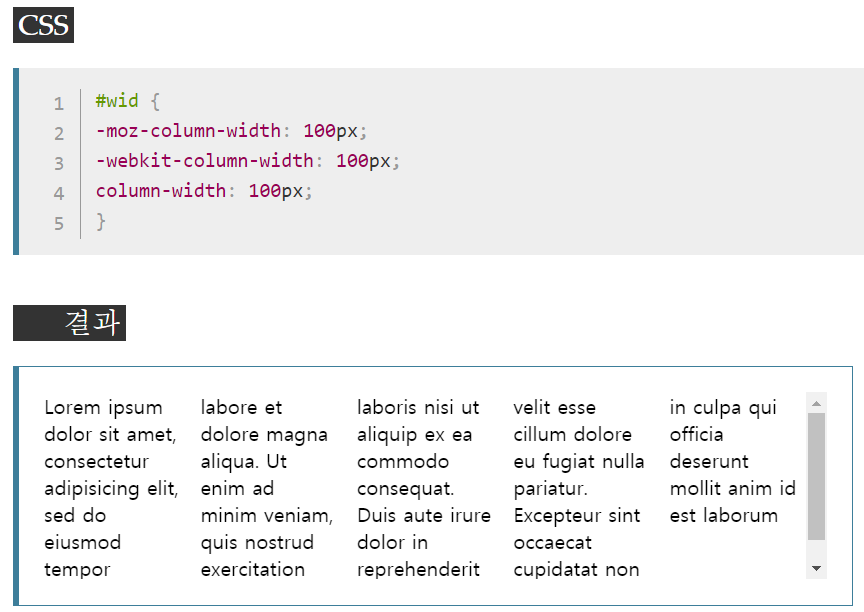 CSS
1 #wid {
2 -moz-column-width: 100px;
3 -webkit-column-width: 100px;
4 column-width: 100px;
5 }
결과
Lorem ipsum
dolor sit amet,
consectetur
adipisicing elit,
sed do
eiusmod
tempor
labore et
dolore magna
aliqua. Ut
enim ad
minim veniam,
quis nostrud
exercitation
laboris nisi ut
aliquip ex ea
commodo
consequat.
Duis aute irure
dolor in
reprehenderit
velit esse
cillum dolore
eu fugiat nulla
pariatur.
Excepteur sint
occaecat
cupidatat non
in culpa qui
officia
deserunt
mollit anim id
est laborum